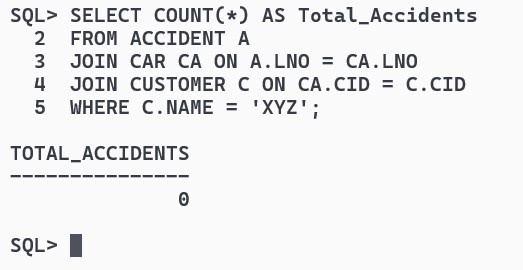 SQL> SELECT COUNT(*) AS Total_Accidents
  2  FROM ACCIDENT A
  3  JOIN CAR CA ON A.LNO = CA.LNO
  4  JOIN CUSTOMER C ON CA.CID = C.CID
  5  WHERE C.NAME = 'XYZ';
TOTAL_ACCIDENTS
---------------
              0
SQL>